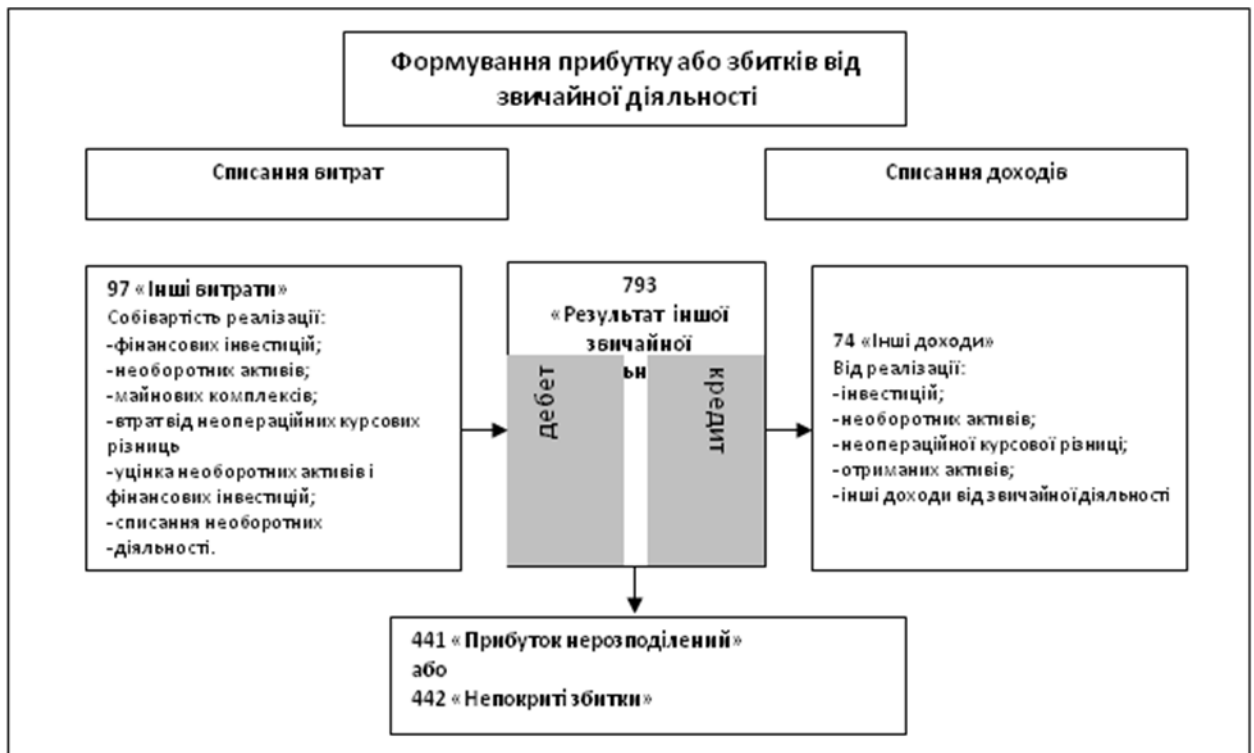 Формування прибутку або збитків від
звичайної діяльності
Списання витрат
Списання доходів
97 «Інші витрати»
Собівартість реалізації:
-фінансових інвестицій;
-необоротних активів;
-майнових комплексів;
-втрат від неопераційних курсових
різниць
-уцінка необоротних активів і
фінансових інвестицій;
-списання необоротних
-діяльності.
793
«Результат іншої
звичайної
дебет
кредит
74 «Інші доходи»
Від реалізації:
-інвестицій;
-необоротних активів;
-неопераційної курсової різниці;
-отриманих активів;
-інші доходи від звичайної діяльності
441 «Прибуток нерозподілений»
або
442 «Непокриті збитки»